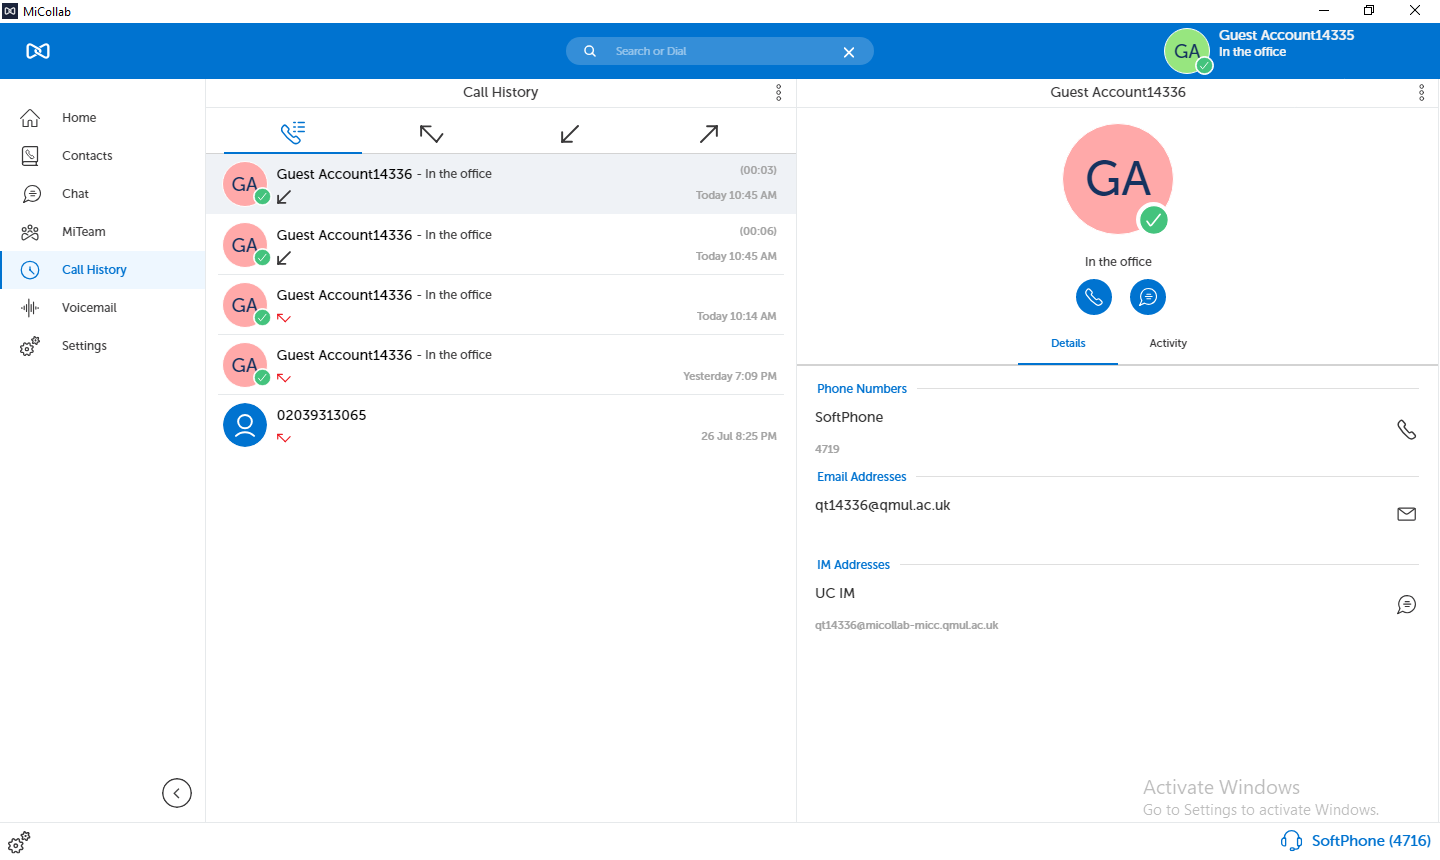 MiCollab
Search or Dial
GA
Guest Account14335
In the office
Home
Contacts
Chat
MiTeam
Call History
Voicemail
Settings
Call History
GA
Guest Account14336 - In the office
(00:03)
Today 10:45 AM
GA
Guest Account14336 - In the office
(00:06)
Today 10:45 AM
GA
Guest Account14336 - In the office
Today 10:14 AM
GA
Guest Account14336 - In the office
Yesterday 7:09 PM
02039313065
26 Jul 8:25 PM
Guest Account14336
GA
In the office
Details
Activity
Phone Numbers
SoftPhone
4719
Email Addresses
qt14336@qmul.ac.uk
IM Addresses
UC IM
qt14336@micollab-micc.qmul.ac.uk
Activate Windows
Go to Settings to activate Windows.
SoftPhone (4716)